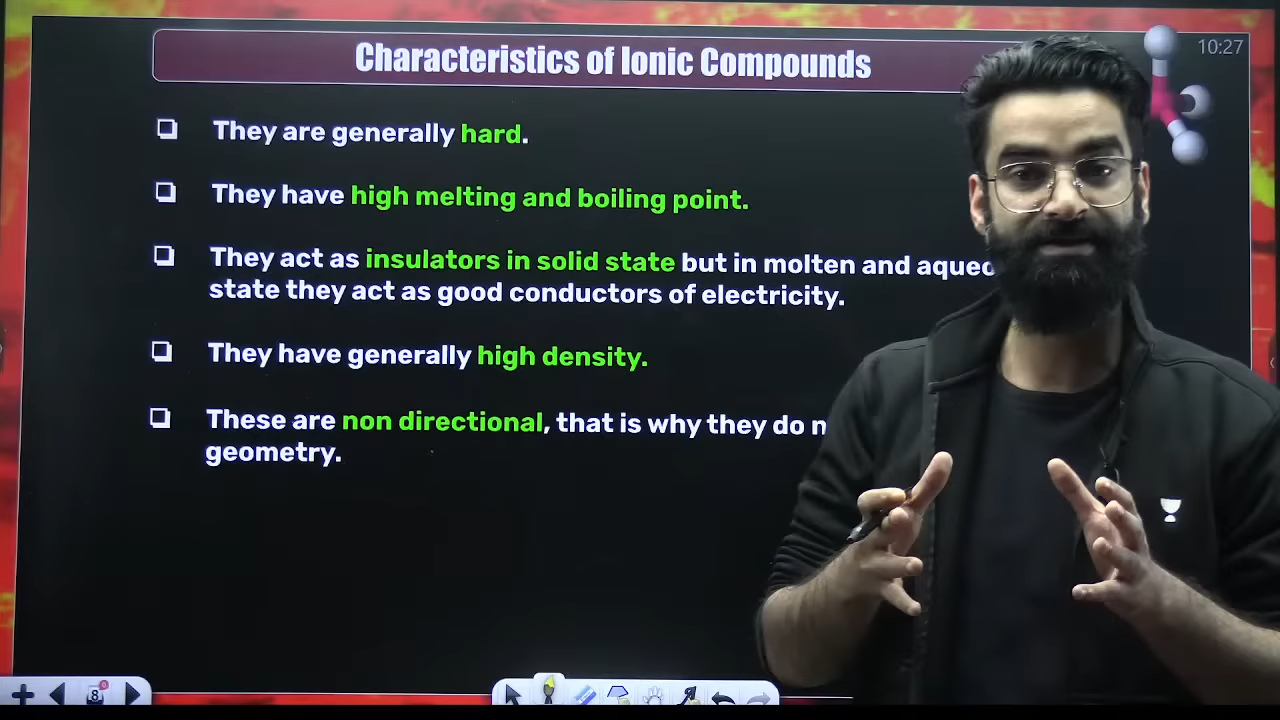 Characteristics of Ionic Compounds
10:27
They are generally hard.
They have high melting and boiling point.
They act as insulators in solid state but in molten and
state they act as good conductors of electricity.
They have generally high density.
These are non directional, that is why they do
geometry.
8